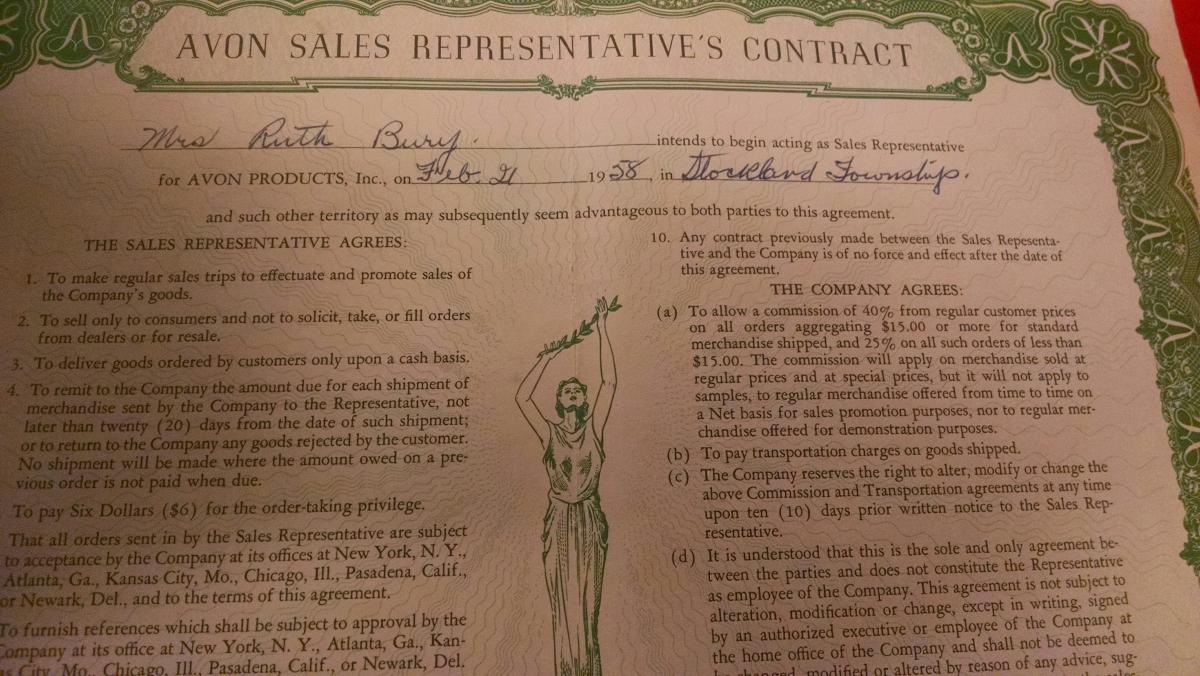 AVON SALES REPRESENTATIVE'S CONTRACT
Mrs Ruth Bury. intends to begin acting as Sales Representative
for AVON PRODUCTS, Inc., on Feb. 21 1958, in Stockland Township.
and such other territory as may subsequently seem advantageous to both parties to this agreement.
THE SALES REPRESENTATIVE AGREES:
1. To make regular sales trips to effectuate and promote sales of
the Company's goods.
2. To sell only to consumers and not to solicit, take, or fill orders
from dealers or for resale.
3. To deliver goods ordered by customers only upon a cash basis.
4. To remit to the Company the amount due for each shipment of
merchandise sent by the Company to the Representative, not
later than twenty (20) days from the date of such shipment;
or to return to the Company any goods rejected by the customer.
No shipment will be made where the amount owed on a pre-
vious order is not paid when due.
To pay Six Dollars ($6) for the order-taking privilege.
That all orders sent in by the Sales Representative are subject
to acceptance by the Company at its offices at New York, N. Y.,
Atlanta, Ga., Kansas City, Mo., Chicago, Ill., Pasadena, Calif.,
or Newark, Del., and to the terms of this agreement.
To furnish references which shall be subject to approval by the
Company at its office at New York, N. Y., Atlanta, Ga., Kan-
as City, Mo., Chicago, Ill., Pasadena, Calif., or Newark, Del.
10. Any contract previously made between the Sales Repesenta-
tive and the Company is of no force and effect after the date of
this agreement.
THE COMPANY AGREES:
(a) To allow a commission of 40% from regular customer prices
on all orders aggregating $15.00 or more for standard
merchandise shipped, and 25% on all such orders of less than
$15.00. The commission will apply on merchandise sold at
regular prices and at special prices, but it will not apply to
samples, to regular merchandise offered from time to time on
a Net basis for sales promotion purposes, nor to regular mer-
chandise offered for demonstration purposes.
(b) To pay transportation charges on goods shipped.
(c) The Company reserves the right to alter, modify or change the
above Commission and Transportation agreements at any time
upon ten (10) days prior written notice to the Sales Rep-
resentative.
(d) It is understood that this is the sole and only agreement be-
tween the parties and does not constitute the Representative
as employee of the Company. This agreement is not subject to
alteration, modification or change, except in writing, signed
by an authorized executive or employee of the Company at
the home office of the Company and shall not be deemed to
be changed, modified or altered by reason of any advice, sug-